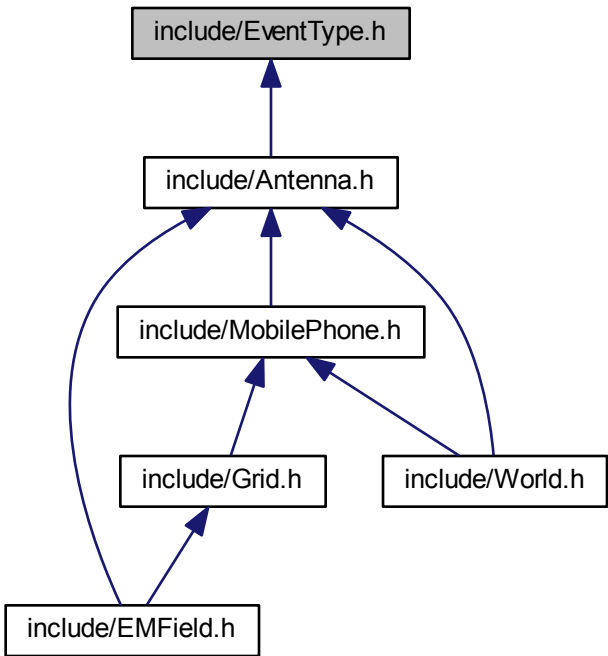 include/EventType.h
include/Antenna.h
include/MobilePhone.h
include/Grid.h
include/World.h
include/EMField.h